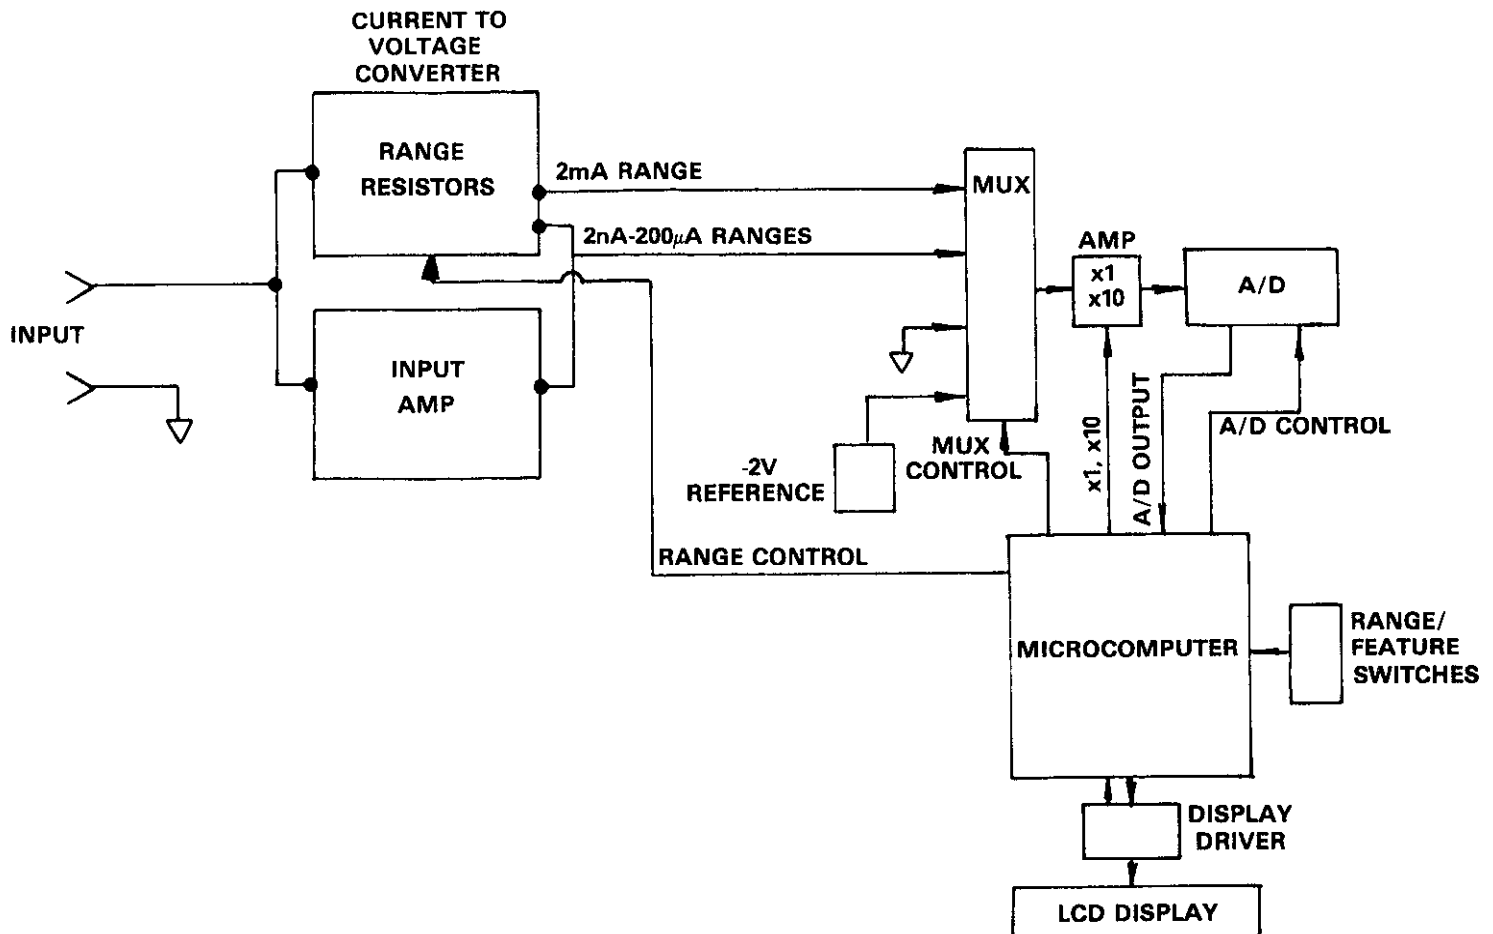 CURRENT TO
VOLTAGE
CONVERTER
RANGE
RESISTORS
2mA RANGE
2nA-200μA RANGES
MUX
AMP
x1
x10
A/D
INPUT
INPUT
AMP
-2V
REFERENCE
MUX
CONTROL
x1, x10
A/D OUTPUT
A/D CONTROL
RANGE CONTROL
MICROCOMPUTER
RANGE/
FEATURE
SWITCHES
DISPLAY
DRIVER
LCD DISPLAY